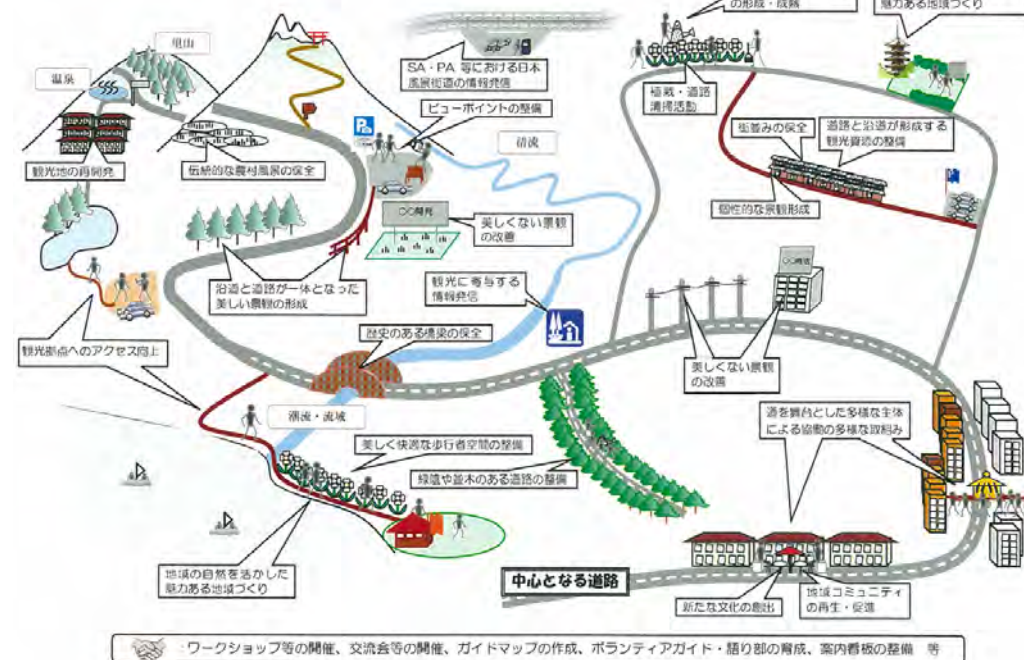 の形成・成熟
魅力ある地域づくり
里山
温泉
SA・PA 等における日本
風景街道の情報発信
ビューポイントの整備
清流
植栽・道路
清掃活動
街並みの保全
道路と沿道が形成する
観光資源の整備
観光地の再開発
伝統的な農村風景の保全
個性的な景観形成
〇〇開発
美しくない景観
の改善
沿道と道路が一体となった
美しい景観の形成
観光に寄与する
情報発信
歴史のある橋梁の保全
観光拠点へのアクセス向上
美しくない景観
の改善
潮流・流域
道を舞台とした多様な主体
による協働の多様な取組み
美しく快適な歩行者空間の整備
緑陰や並木のある道路の整備
地域の自然を活かした
魅力ある地域づくり
中心となる道路
新たな文化の創出
地域コミュニティ
の再生・促進
:ワークショップ等の開催、交流会等の開催、ガイドマップの作成、ボランティアガイド・語り部の育成、案内看板の整備 等